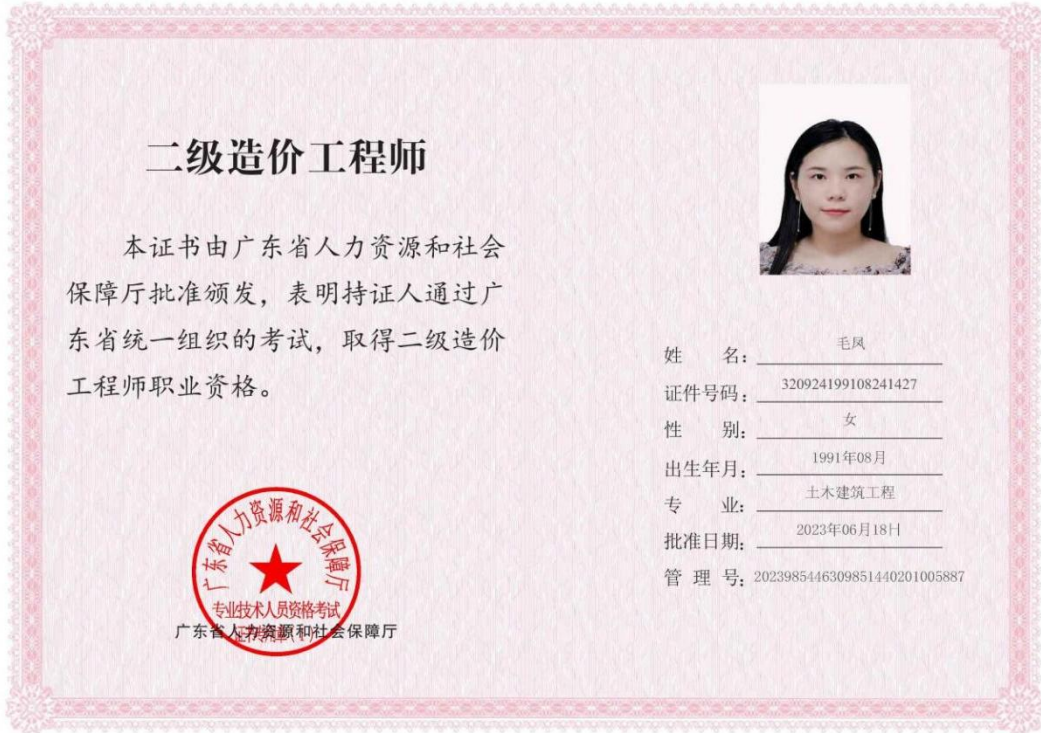 二级造价工程师
本证书由广东省人力资源和社会
保障厅批准颁发，表明持证人通过广
东省统一组织的考试，取得二级造价
工程师职业资格。
广东省人力资源和社会保障厅
专业技术人员资格考试
广东省人力资源和社会保障厅
姓 名：毛凤
证件号码：320924199108241427
性 别：女
出生年月：1991年08月
专 业：土木建筑工程
批准日期：2023年06月18日
管 理 号：2023985446309851440201005887